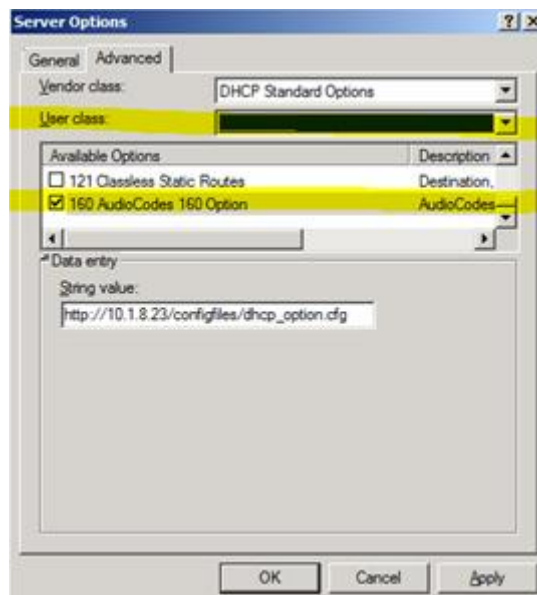 Server Options
General Advanced
Vendor class: DHCP Standard Options
User class:
Available Options Description
121 Classless Static Routes Destination,
160 AudioCodes 160 Option AudioCodes
Data entry
String value:
http://10.1.8.23/configfiles/dhcp_option.cfg
OK Cancel Apply